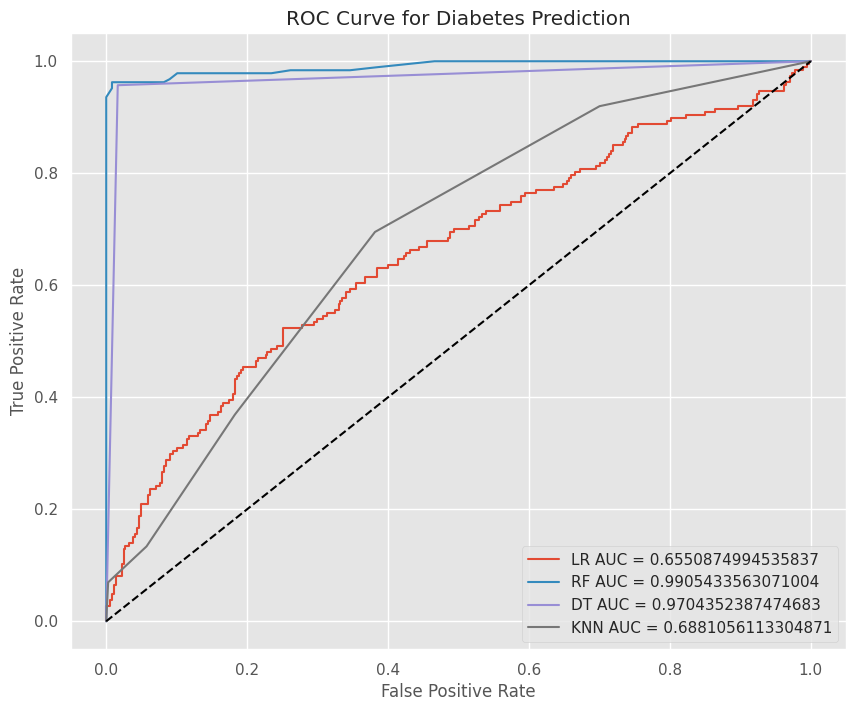 ROC Curve for Diabetes Prediction
True Positive Rate
1.0
0.8
0.6
0.4
0.2
0.0
LR AUC = 0.6550874994535837
RF AUC = 0.9905433563071004
DT AUC = 0.9704352387474683
KNN AUC = 0.6881056113304871
0.0 0.2 0.4 0.6 0.8 1.0
False Positive Rate